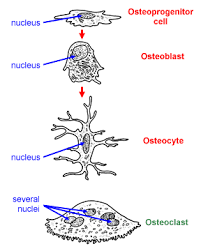 Osteoprogenitor
cell
nucleus
Osteoblast
nucleus
Osteocyte
nucleus
several
nuclei
Osteoclast